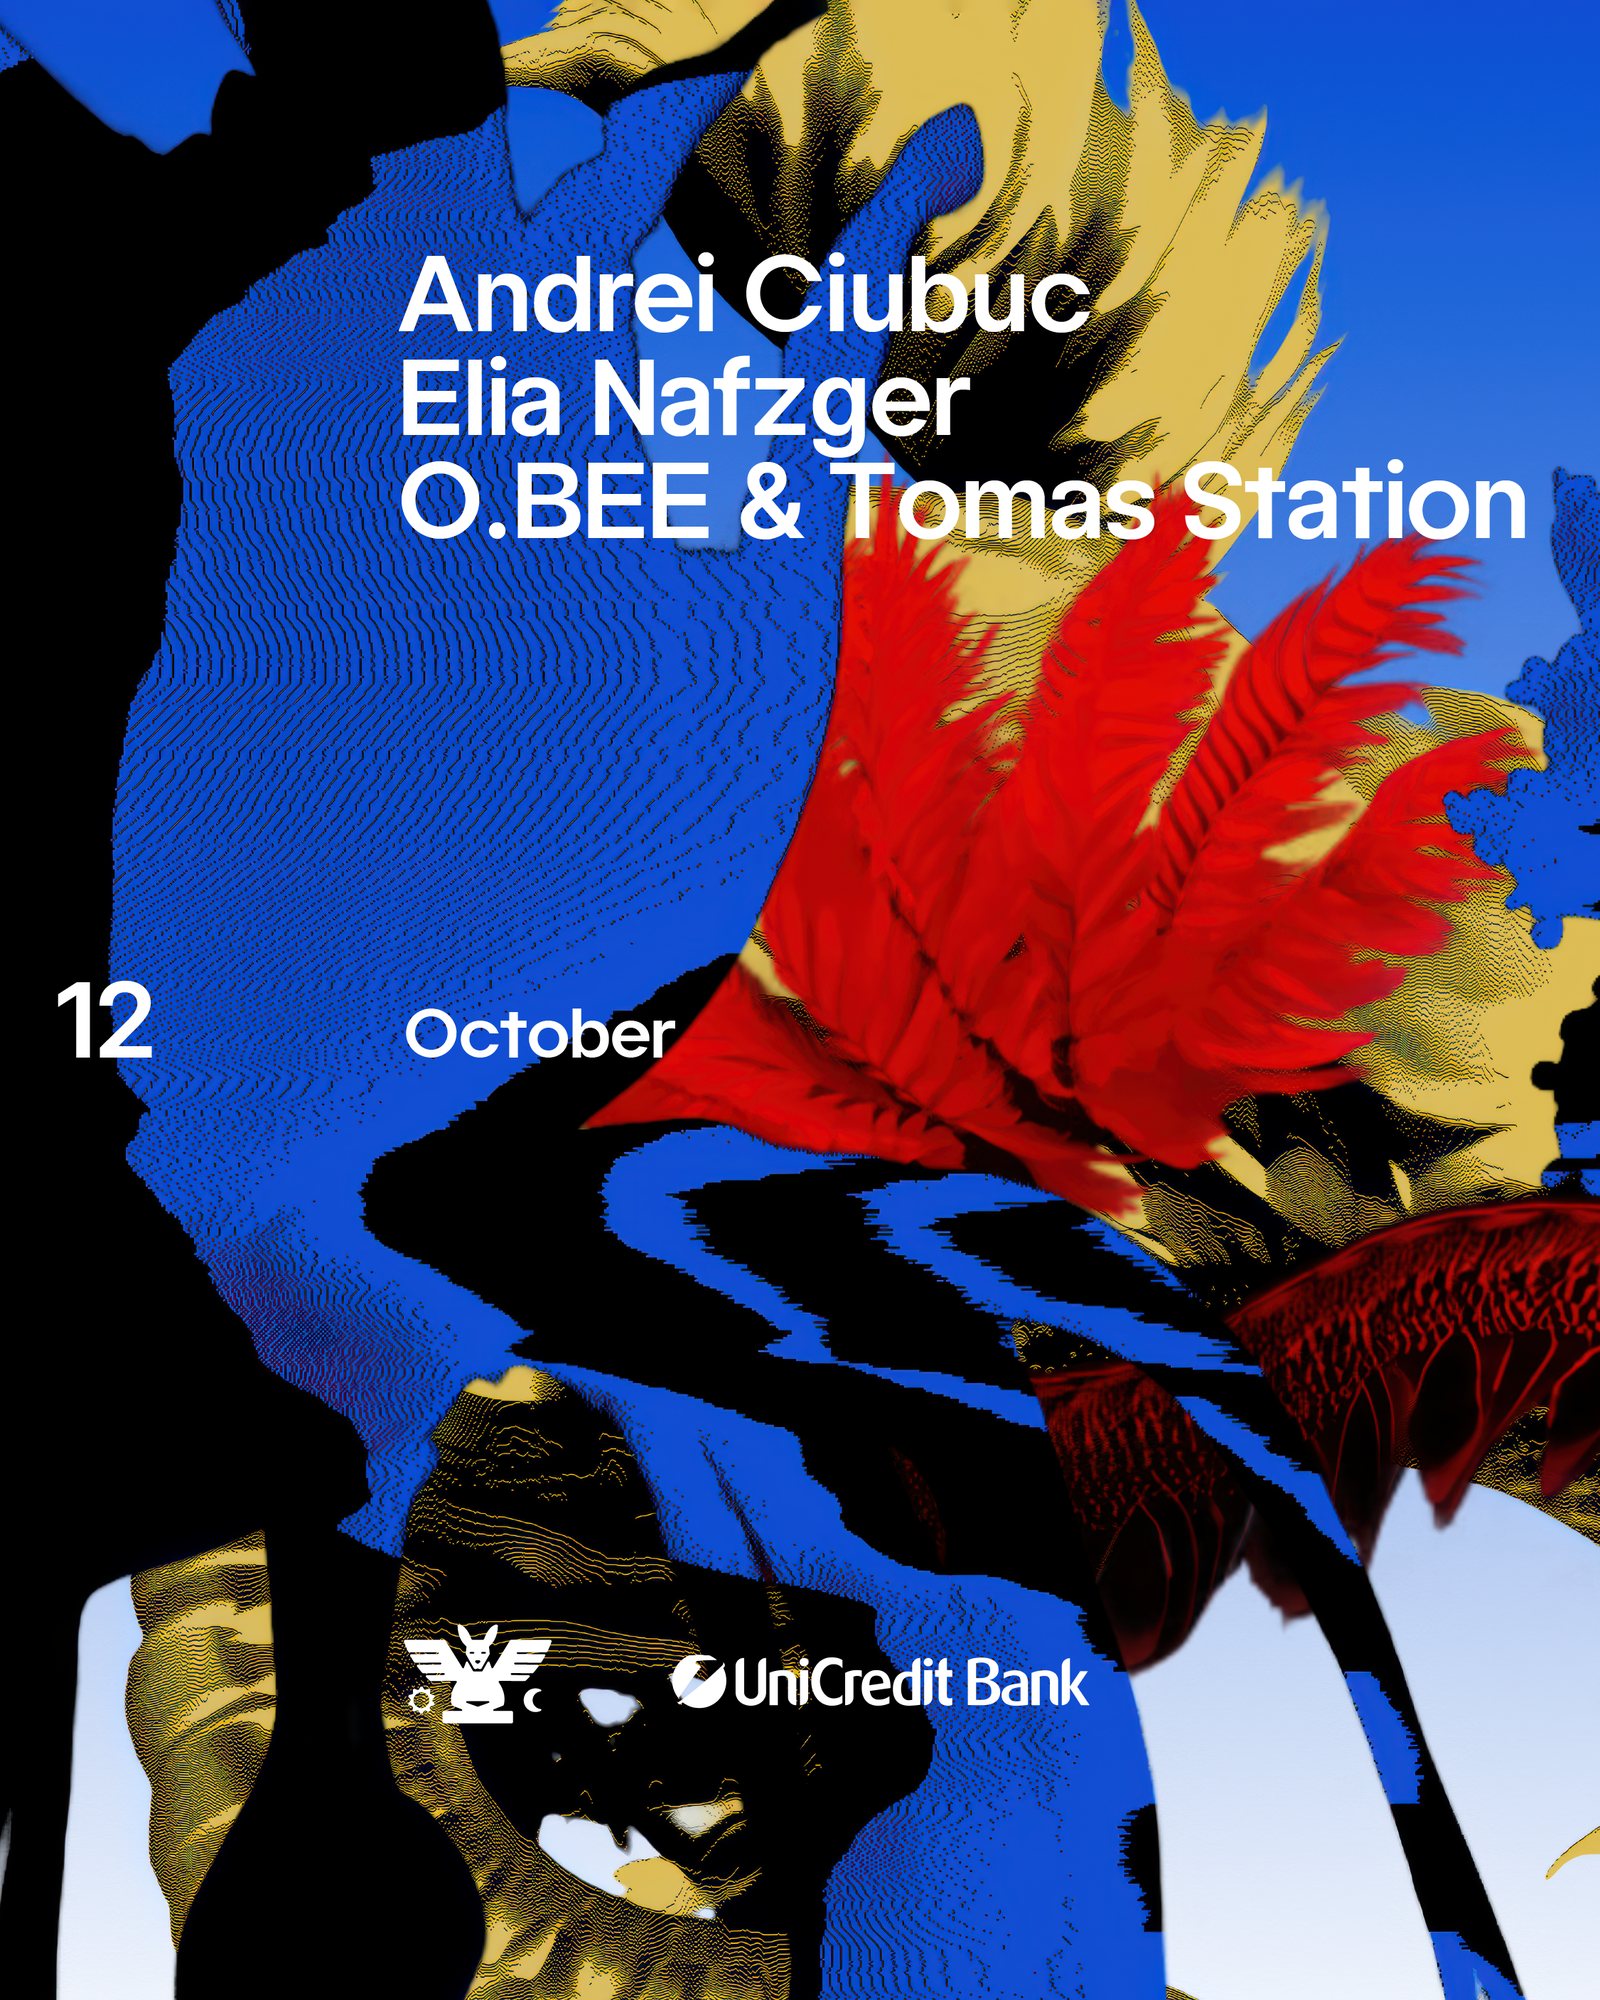 Andrei Ciubuc
Elia Nafzger
O.BEE & Tomas Station
12 October
UniCredit Bank